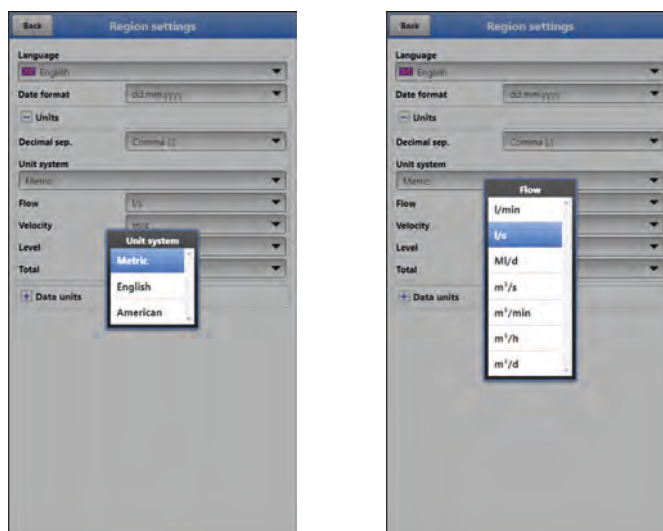 Back Region settings
Language
English
Date format dd.mm.yyyy
Units
Decimal sep. Comma (,)
Unit system
Metric
Flow l/s
Velocity m/s
Level
Total
Data units
Unit system
Metric
English
American
Back Region settings
Language
English
Date format dd.mm.yyyy
Units
Decimal sep. Comma (,)
Unit system
Metric
Flow
Velocity
Level
Total
Data units
Flow
l/min
l/s
Ml/d
m³/s
m³/min
m³/h
m³/d